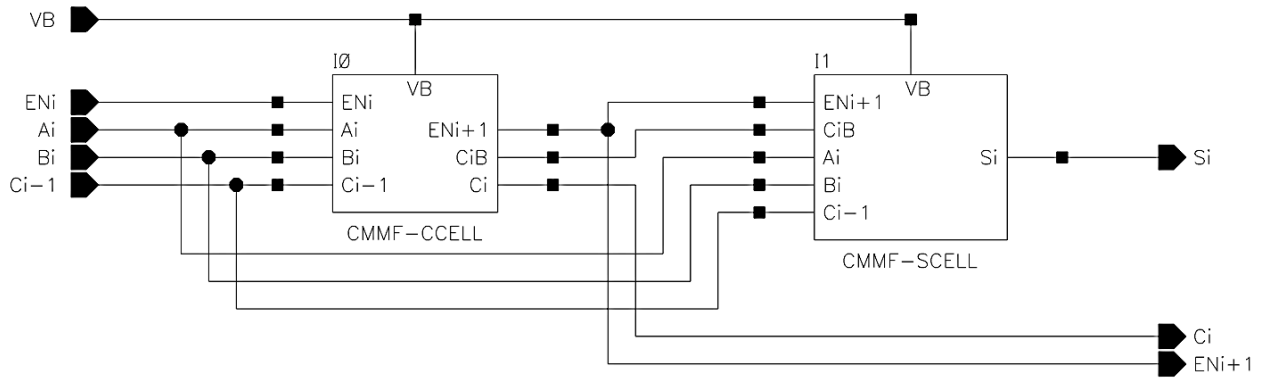 VB
I0
I1
VB
VB
ENi
ENi
ENi+1
Ai
Ai
ENi+1
CiB
Bi
Bi
CiB
Ai
Si
Si
Ci-1
Ci-1
Ci
Bi
Ci-1
CMMF-CCELL
CMMF-SCELL
Ci
ENi+1